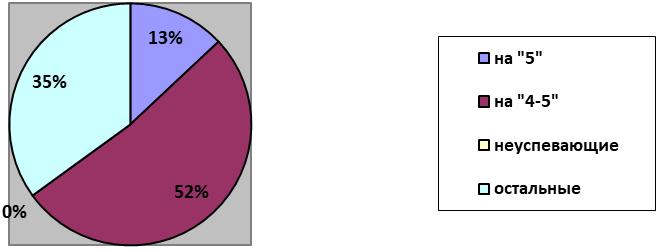 13%
35%
52%
0%
на "5"
на "4-5"
неуспевающие
остальные